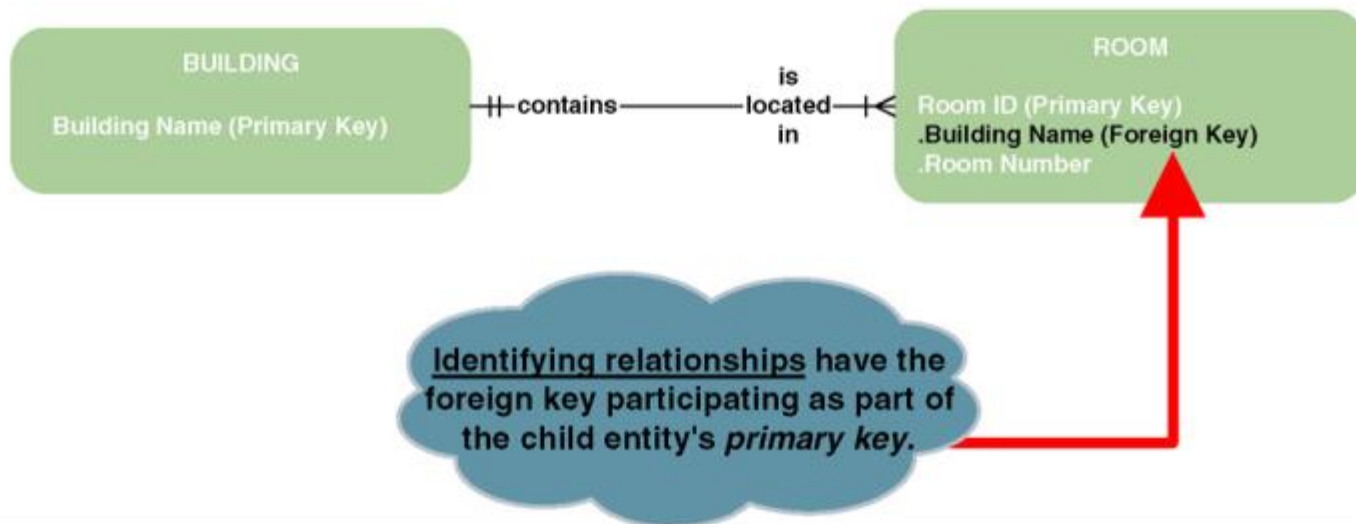 BUILDING
Building Name (Primary Key)
contains
is
located
in
ROOM
Room ID (Primary Key)
.Building Name (Foreign Key)
.Room Number
Identifying relationships have the
foreign key participating as part of
the child entity's primary key.